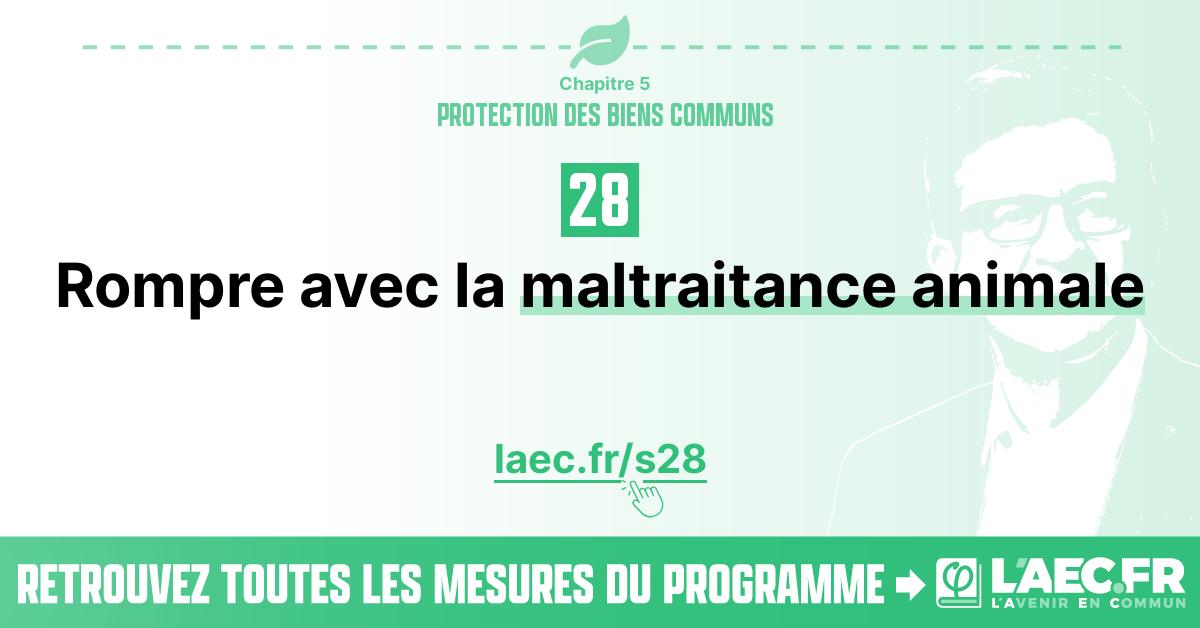 Chapitre 5
PROTECTION DES BIENS COMMUNS
28
Rompre avec la maltraitance animale
laec.fr/s28
RETROUVEZ TOUTES LES MESURES DU PROGRAMME
φ L'AEC.FR
L'AVENIR EN COMMUN